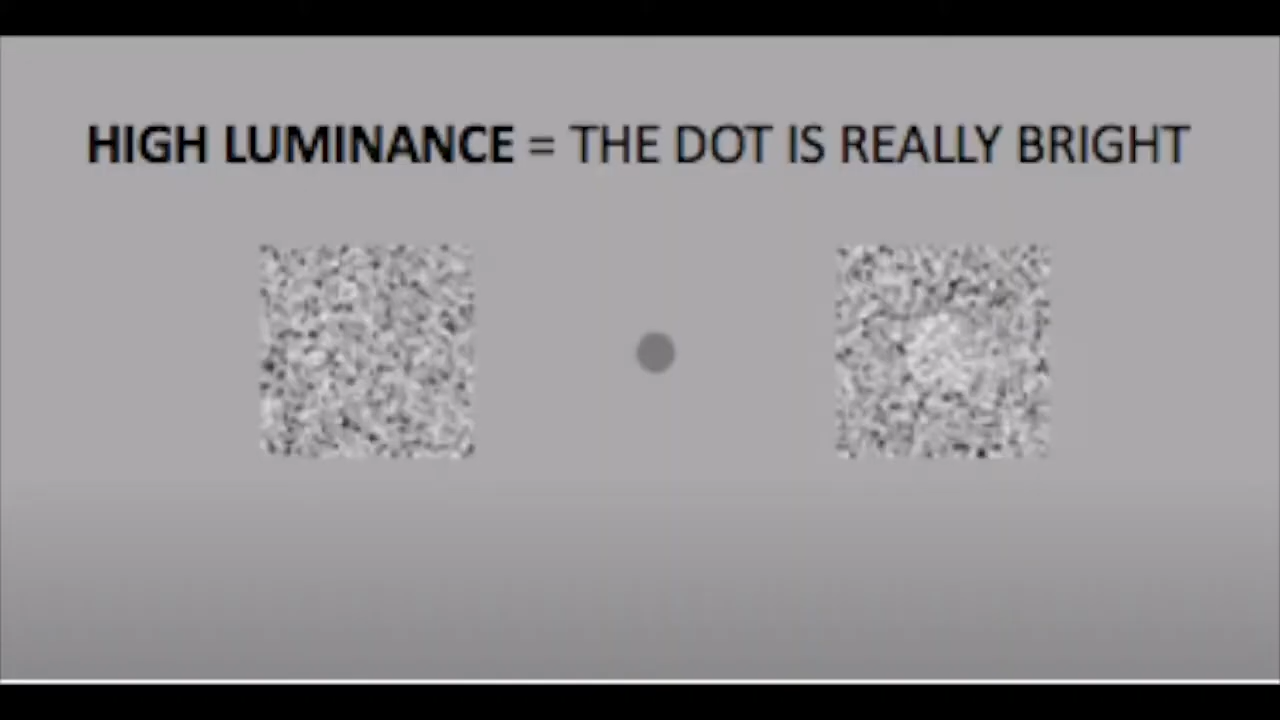 HIGH LUMINANCE = THE DOT IS REALLY BRIGHT